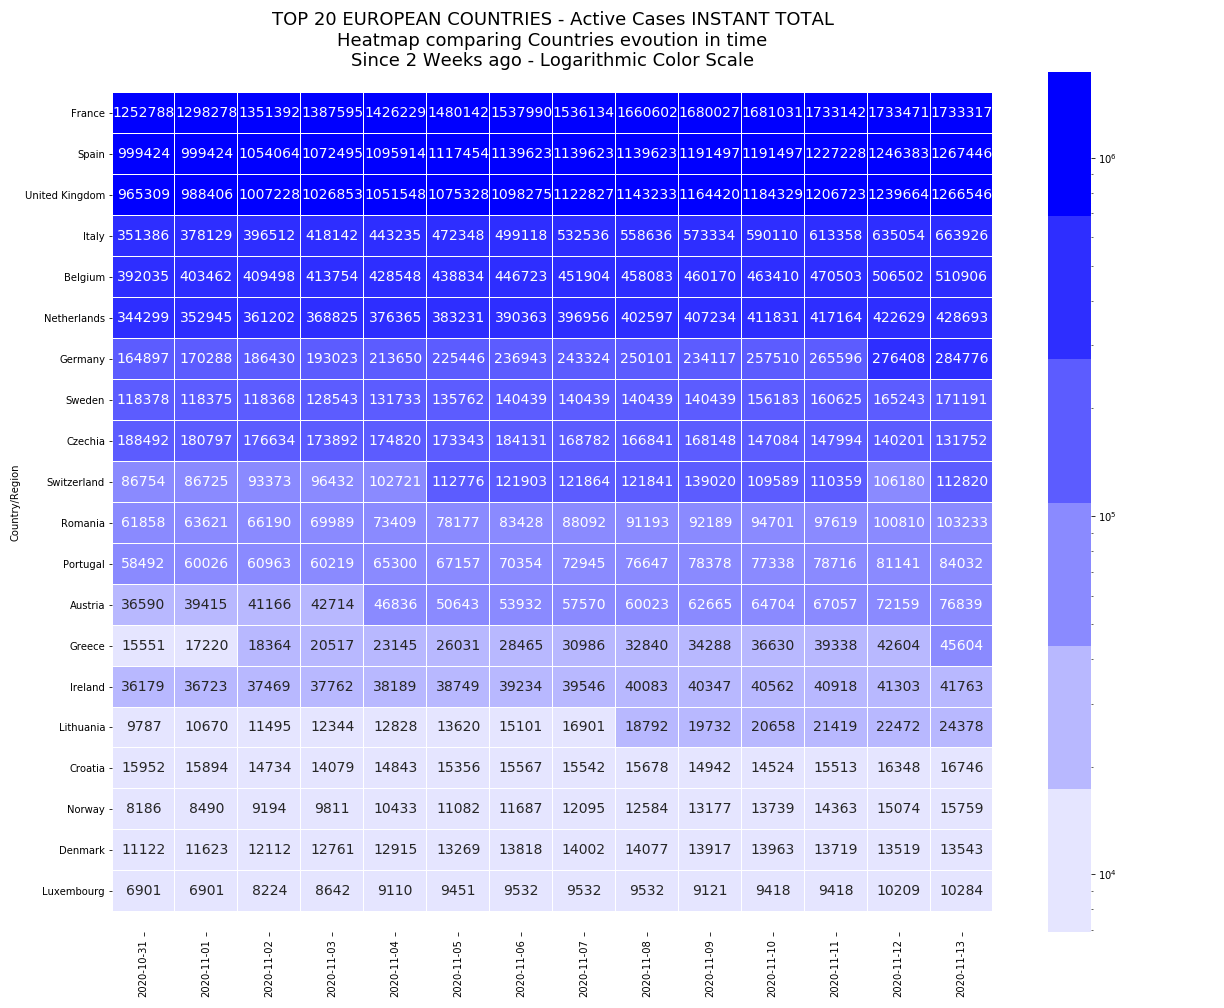 TOP 20 EUROPEAN COUNTRIES - Active Cases INSTANT TOTAL
Heatmap comparing Countries evoution in time
Since 2 Weeks ago - Logarithmic Color Scale
Country/Region
France 1252788 1298278 1351392 1387595 1426229 1480142 1537990 1536134 1660602 1680027 1681031 1733142 1733471 1733317
Spain 999424 999424 1054064 1072495 1095914 1117454 1139623 1139623 1139623 1191497 1191497 1227228 1246383 1267446
United Kingdom 965309 988406 1007228 1026853 1051548 1075328 1098275 1122827 1143233 1164420 1184329 1206723 1239664 1266546
Italy 351386 378129 396512 418142 443235 472348 499118 532536 558636 573334 590110 613358 635054 663926
Belgium 392035 403462 409498 413754 428548 438834 446723 451904 458083 460170 463410 470503 506502 510906
Netherlands 344299 352945 361202 368825 376365 383231 390363 396956 402597 407234 411831 417164 422629 428693
Germany 164897 170288 186430 193023 213650 225446 236943 243324 250101 234117 257510 265596 276408 284776
Sweden 118378 118375 118368 128543 131733 135762 140439 140439 140439 140439 156183 160625 165243 171191
Czechia 188492 180797 176634 173892 174820 173343 184131 168782 166841 168148 147084 147994 140201 131752
Switzerland 86754 86725 93373 96432 102721 112776 121903 121864 121841 139020 109589 110359 106180 112820
Romania 61858 63621 66190 69989 73409 78177 83428 88092 91193 92189 94701 97619 100810 103233
Portugal 58492 60026 60963 60219 65300 67157 70354 72945 76647 78378 77338 78716 81141 84032
Austria 36590 39415 41166 42714 46836 50643 53932 57570 60023 62665 64704 67057 72159 76839
Greece 15551 17220 18364 20517 23145 26031 28465 30986 32840 34288 36630 39338 42604 45604
Ireland 36179 36723 37469 37762 38189 38749 39234 39546 40083 40347 40562 40918 41303 41763
Lithuania 9787 10670 11495 12344 12828 13620 15101 16901 18792 19732 20658 21419 22472 24378
Croatia 15952 15894 14734 14079 14843 15356 15567 15542 15678 14942 14524 15513 16348 16746
Norway 8186 8490 9194 9811 10433 11082 11687 12095 12584 13177 13739 14363 15074 15759
Denmark 11122 11623 12112 12761 12915 13269 13818 14002 14077 13917 13963 13719 13519 13543
Luxembourg 6901 6901 8224 8642 9110 9451 9532 9532 9532 9121 9418 9418 10209 10284
2020-10-31 2020-11-01 2020-11-02 2020-11-03 2020-11-04 2020-11-05 2020-11-06 2020-11-07 2020-11-08 2020-11-09 2020-11-10 2020-11-11 2020-11-12 2020-11-13
10⁶
10⁵
10⁴